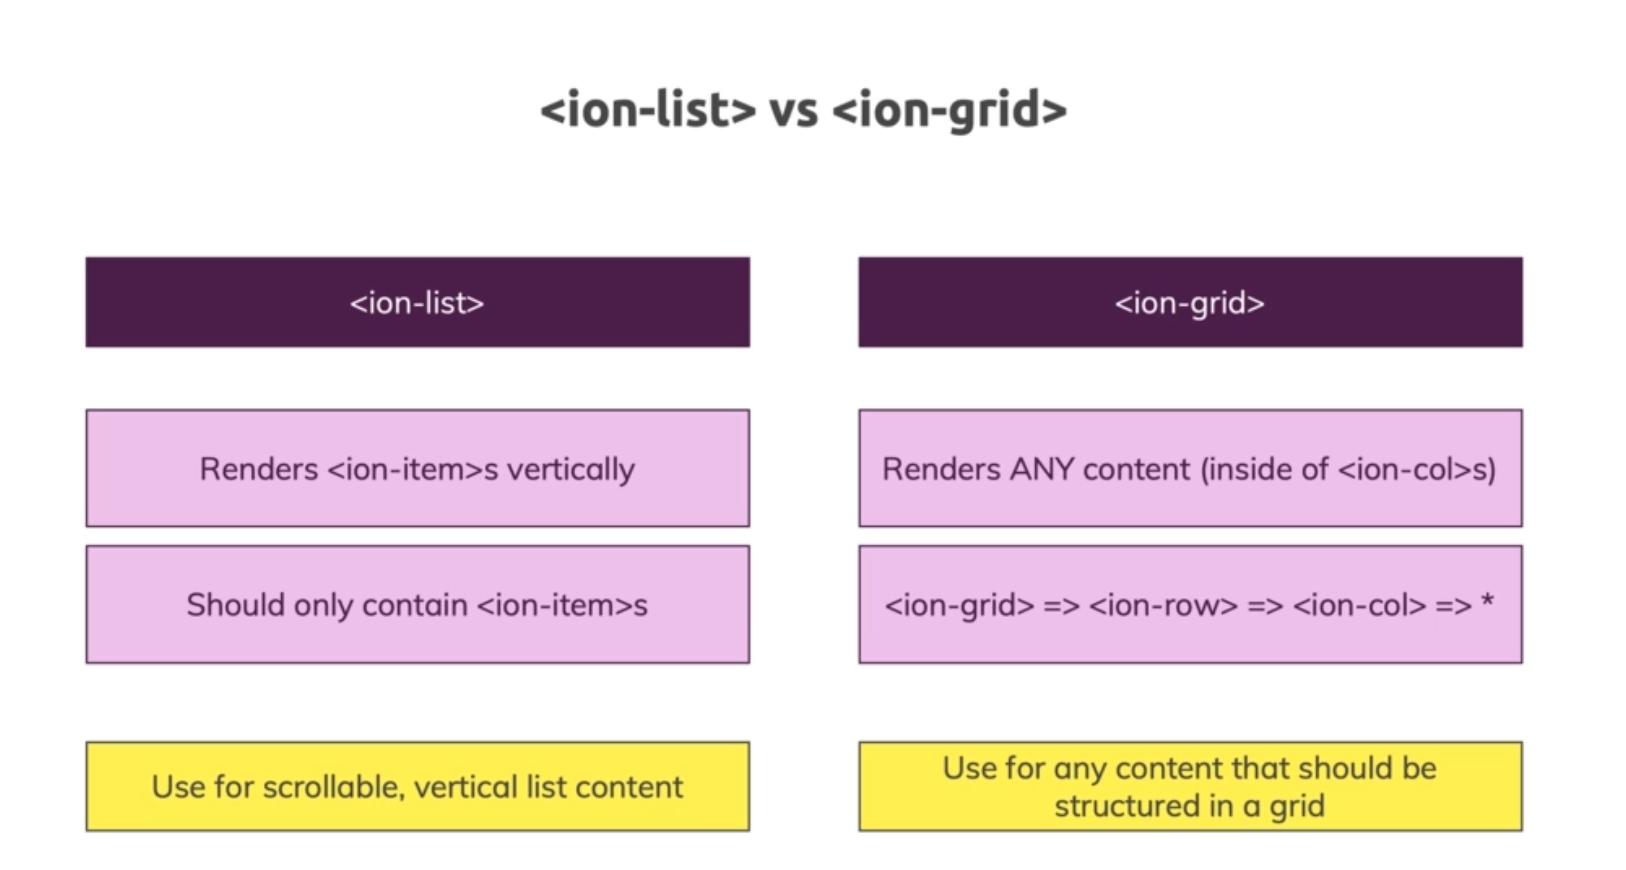 <ion-list> vs <ion-grid>
<ion-list>
Renders <ion-item>s vertically
Should only contain <ion-item>s
Use for scrollable, vertical list content
<ion-grid>
Renders ANY content (inside of <ion-col>s)
<ion-grid> => <ion-row> => <ion-col> => *
Use for any content that should be
structured in a grid